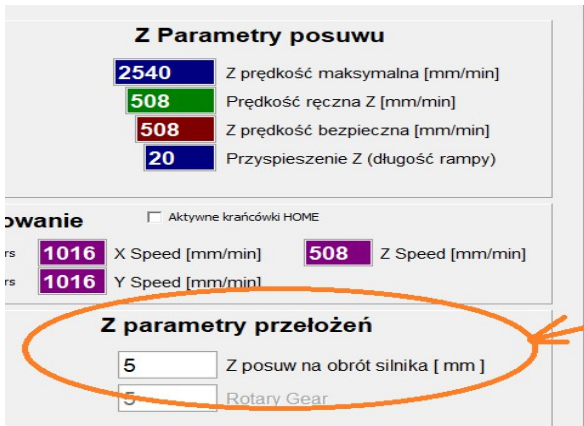 Z Parametry posuwu
2540 Z prędkość maksymalna [mm/min]
508 Prędkość ręczna Z [mm/min]
508 Z prędkość bezpieczna [mm/min]
20 Przyspieszenie Z (długość rampy)
owanie Aktywne krańcówki HOME
rs 1016 X Speed [mm/min] 508 Z Speed [mm/min]
rs 1016 Y Speed [mm/min]
Z parametry przełożeń
5 Z posuw na obrót silnika [ mm ]
5 Rotary Gear